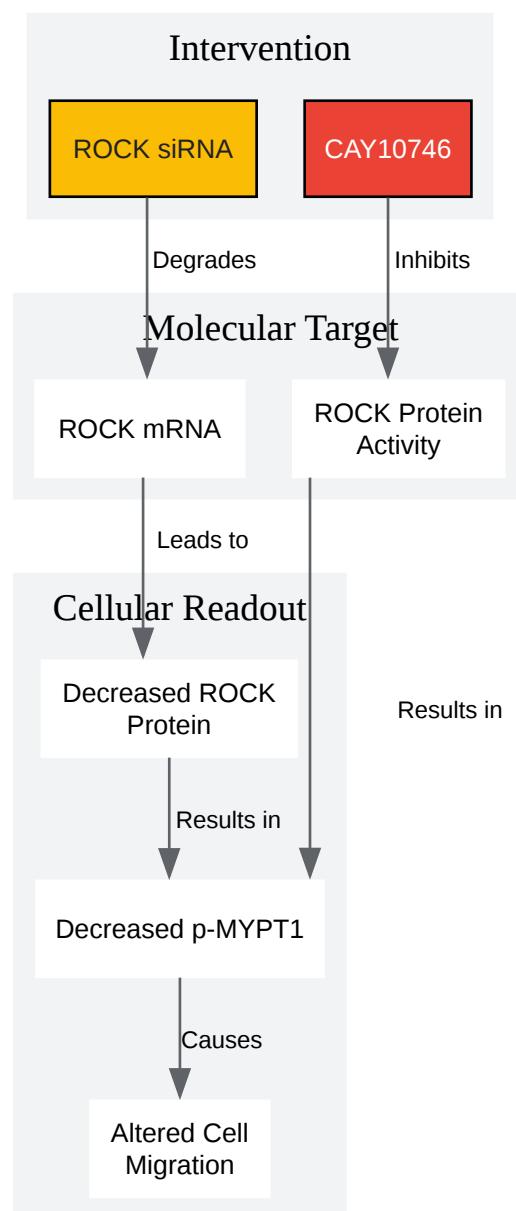 Intervention
ROCK siRNA
CAY10746
Degrades
Inhibits
Molecular Target
ROCK mRNA
ROCK Protein
Activity
Leads to
Cellular Readout
Decreased ROCK
Protein
Results in
Results in
Decreased p-MYPT1
Causes
Altered Cell
Migration